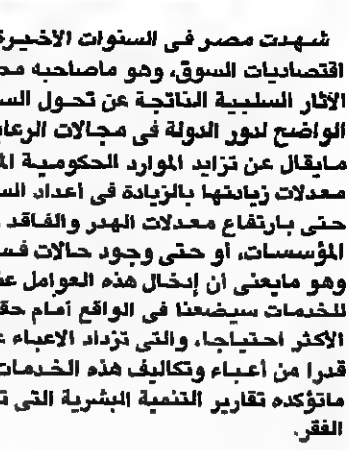 شهدت مصر فى السنوات الأخيرة
اقتصاديات السوق، وهو ماصاحبه
الآثار السلبية الناتجة عن تحول
الواضح لدور الدولة فى مجالات
مايقال عن تزايد الموارد الحكومية
معدلات زيادتها بالزيادة فى أعداد
حتى بارتفاع معدلات الهدر والفاقد
المؤسسات، أو حتى وجود حالات
وهو مايعنى أن إدخال هذه العوامل
للخدمات سيضعنا فى الواقع أمام
الأكثر احتياجا، والتى تزداد الأعباء
قدرا من أعباء وتكاليف هذه الخدمات
ماتؤكده تقارير التنمية البشرية التى
الفقر.